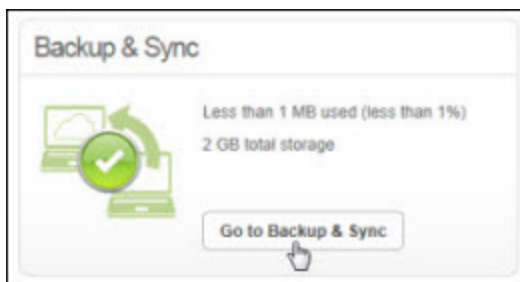 Backup & Sync
Less than 1 MB used (less than 1%)
2 GB total storage
Go to Backup & Sync